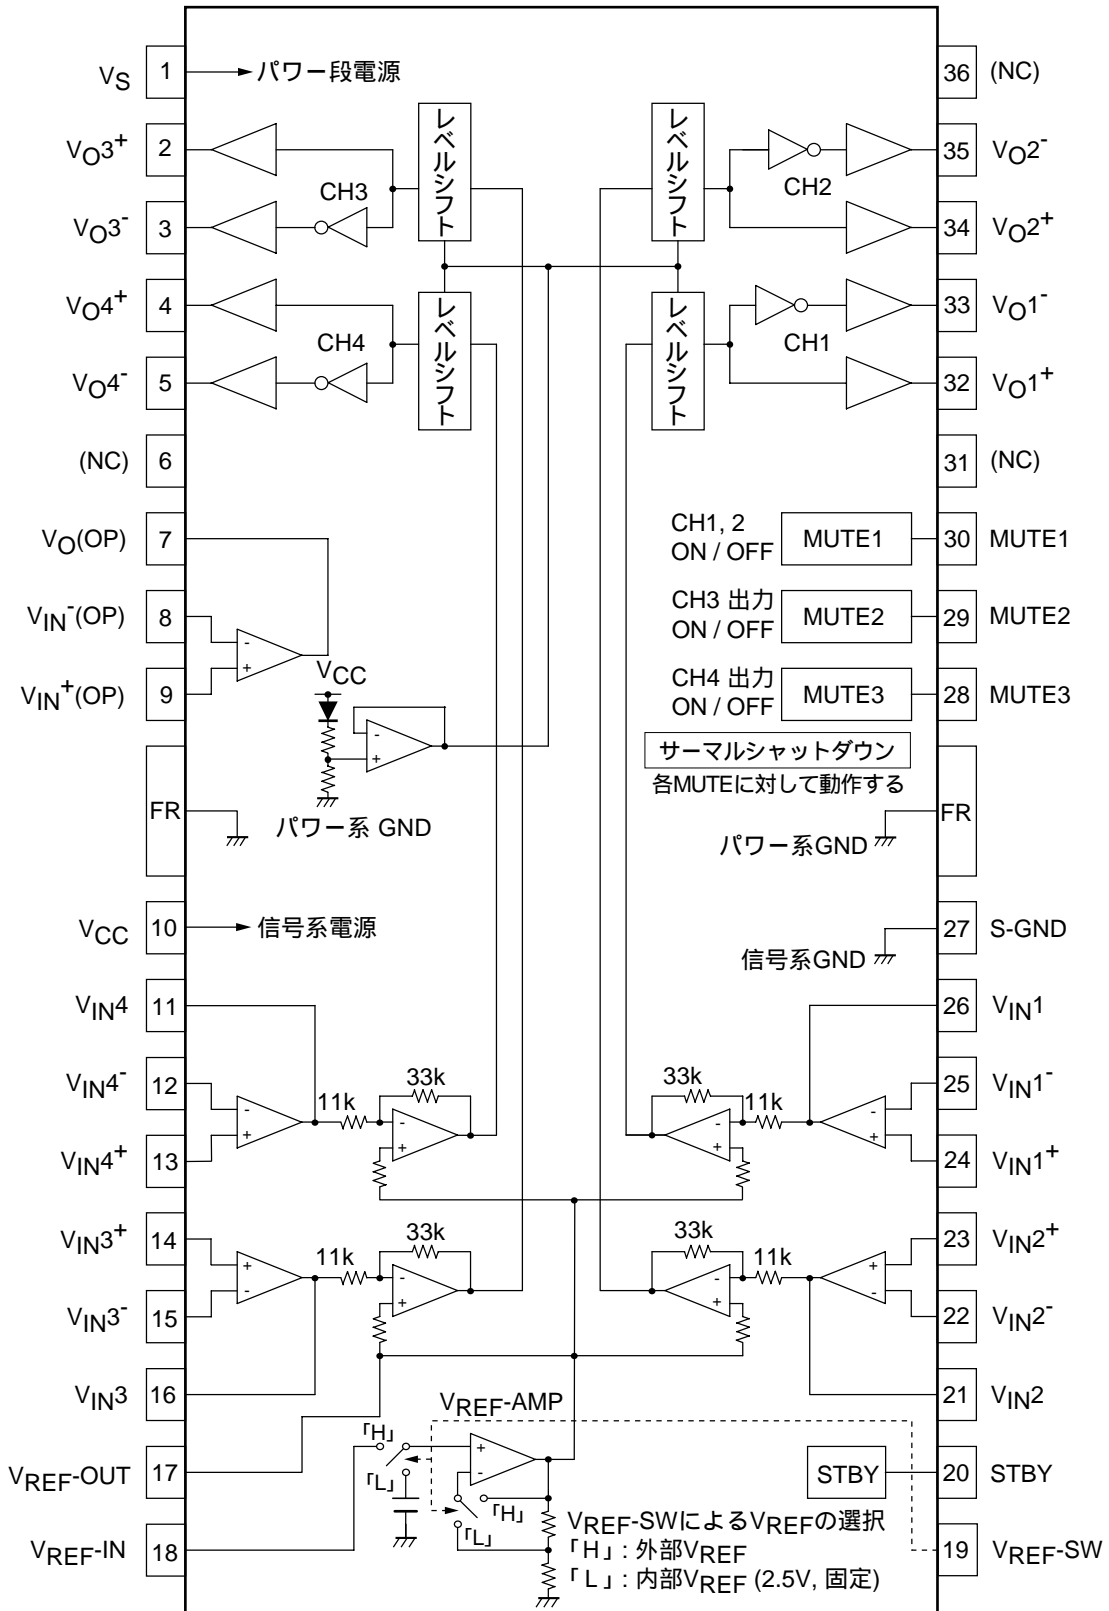 VS 1 パワー段電源
36 (NC)
VO3+ 2
レベルシフト
レベルシフト
35 VO2-
CH3
CH2
VO3- 3
34 VO2+
VO4+ 4
レベルシフト
レベルシフト
33 VO1-
CH4
CH1
VO4- 5
32 VO1+
(NC) 6
31 (NC)
VO(OP) 7
CH1, 2
ON / OFF
MUTE1 30 MUTE1
VIN-(OP) 8
-
+
CH3 出力
ON / OFF
MUTE2 29 MUTE2
VIN+(OP) 9
VCC
-
+
CH4 出力
ON / OFF
MUTE3 28 MUTE3
サーマルシャットダウン
各MUTEに対して動作する
FR
パワー系 GND
パワー系GND
FR
VCC 10 信号系電源
27 S-GND
信号系GND
VIN4 11
26 VIN1
VIN4- 12
-
+
11k
33k
-
+
33k
-
+
11k
-
+
25 VIN1-
VIN4+ 13
24 VIN1+
VIN3+ 14
+
-
11k
33k
-
+
33k
-
+
11k
+
-
23 VIN2+
VIN3- 15
22 VIN2-
VIN3 16
21 VIN2
VREF-AMP
VREF-OUT 17
「H」
「L」
+
-
「H」
「L」
STBY 20 STBY
VREF-IN 18
VREF-SWによるVREFの選択
「H」: 外部VREF
「L」: 内部VREF (2.5V, 固定)
19 VREF-SW